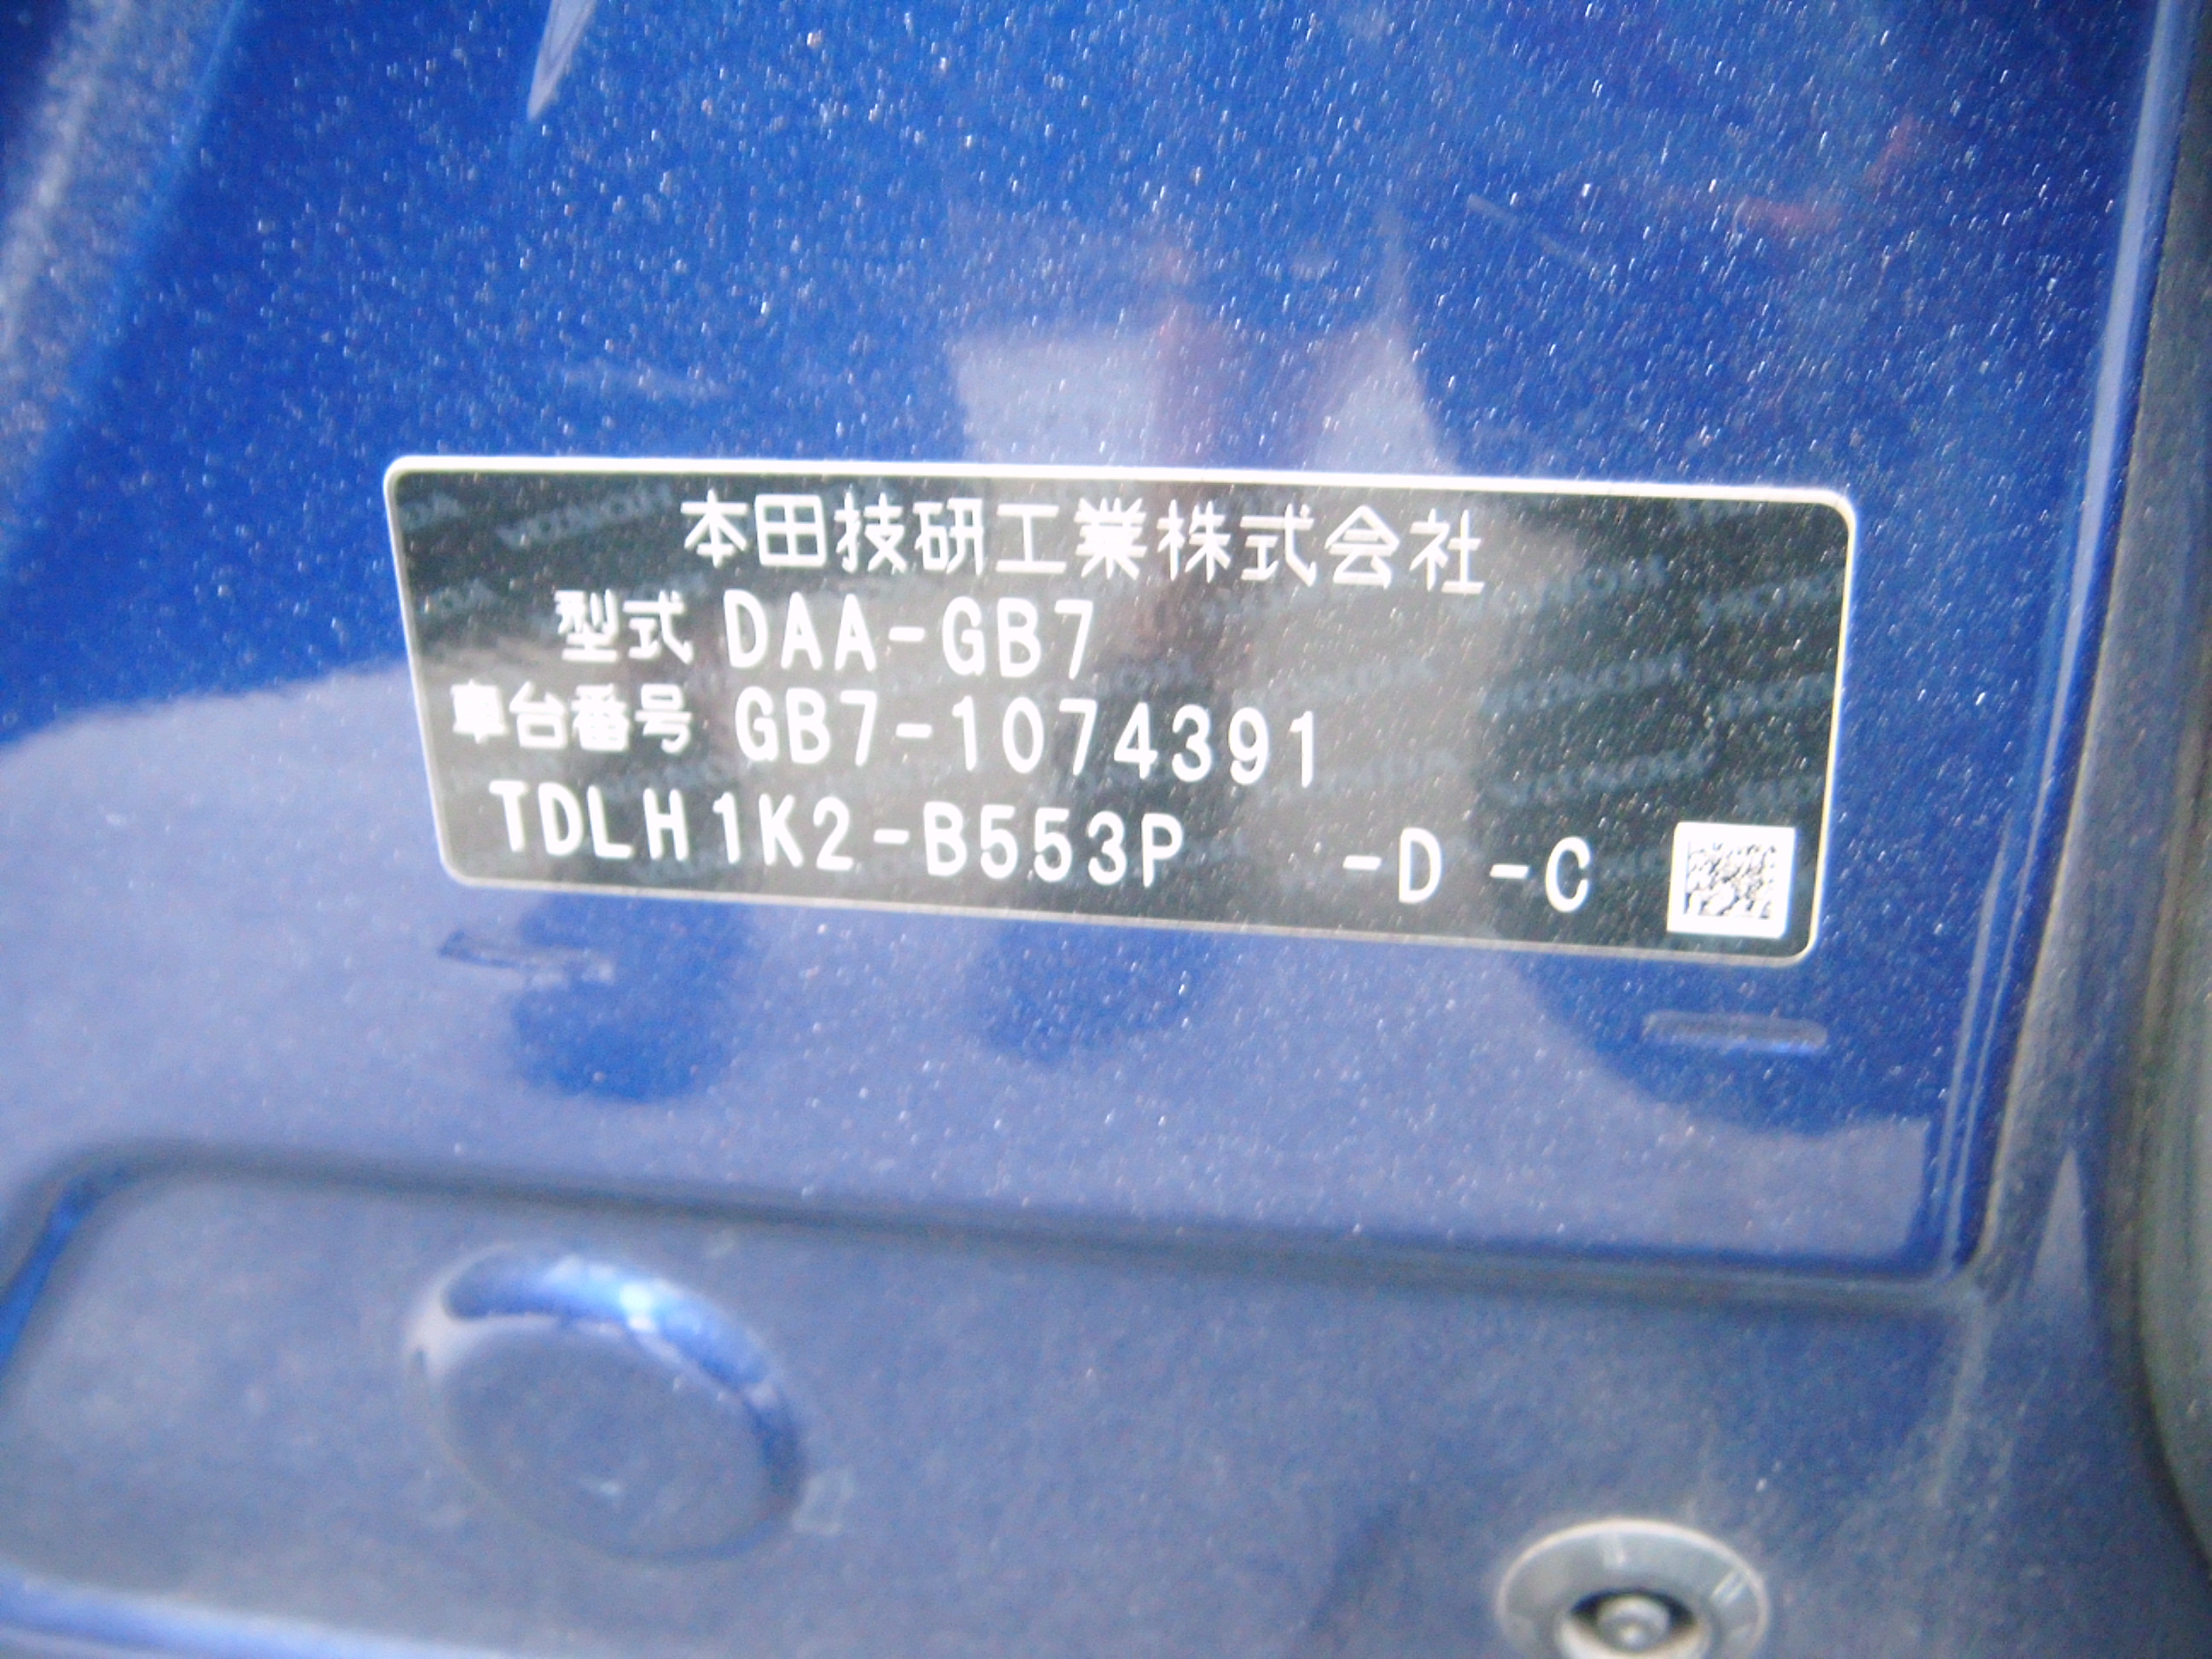 本田技研工業株式会社
型式 DAA-GB7
車台番号 GB7-1074391
TDLH1K2-B553P -D -C